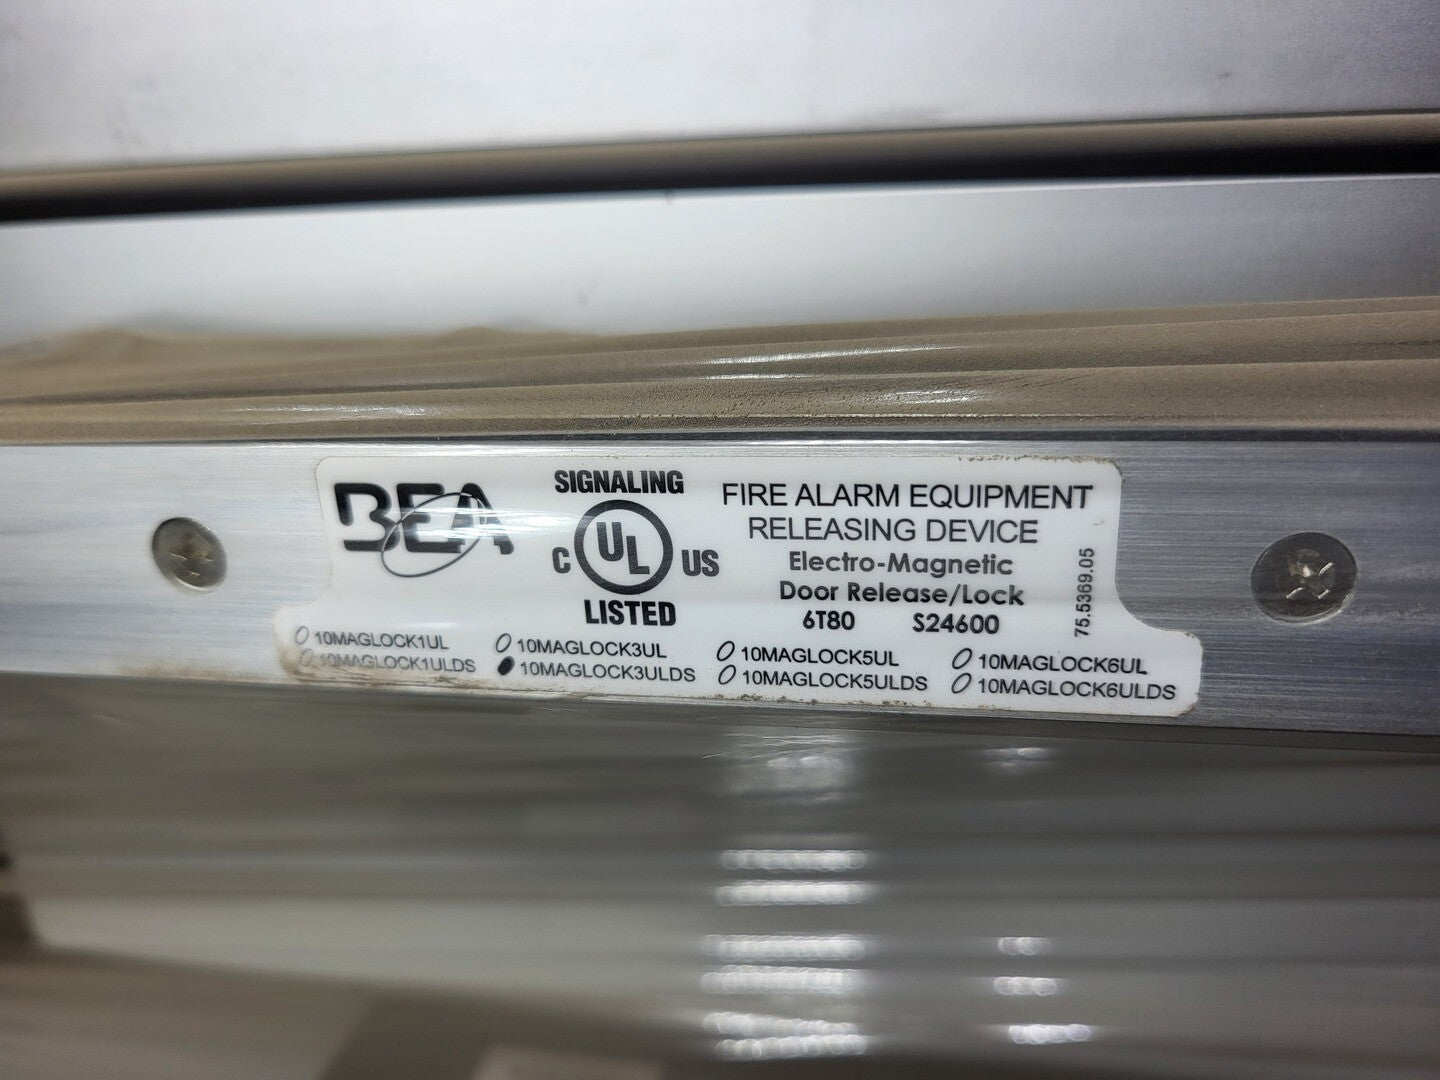 BEA
SIGNALING
C UL US
LISTED
FIRE ALARM EQUIPMENT
RELEASING DEVICE
Electro-Magnetic
Door Release/Lock
6T80 S24600
75.5369.05
10MAGLOCK1UL 10MAGLOCK3UL 10MAGLOCK5UL 10MAGLOCK6UL
10MAGLOCK1ULDS 10MAGLOCK3ULDS 10MAGLOCK5ULDS 10MAGLOCK6ULDS